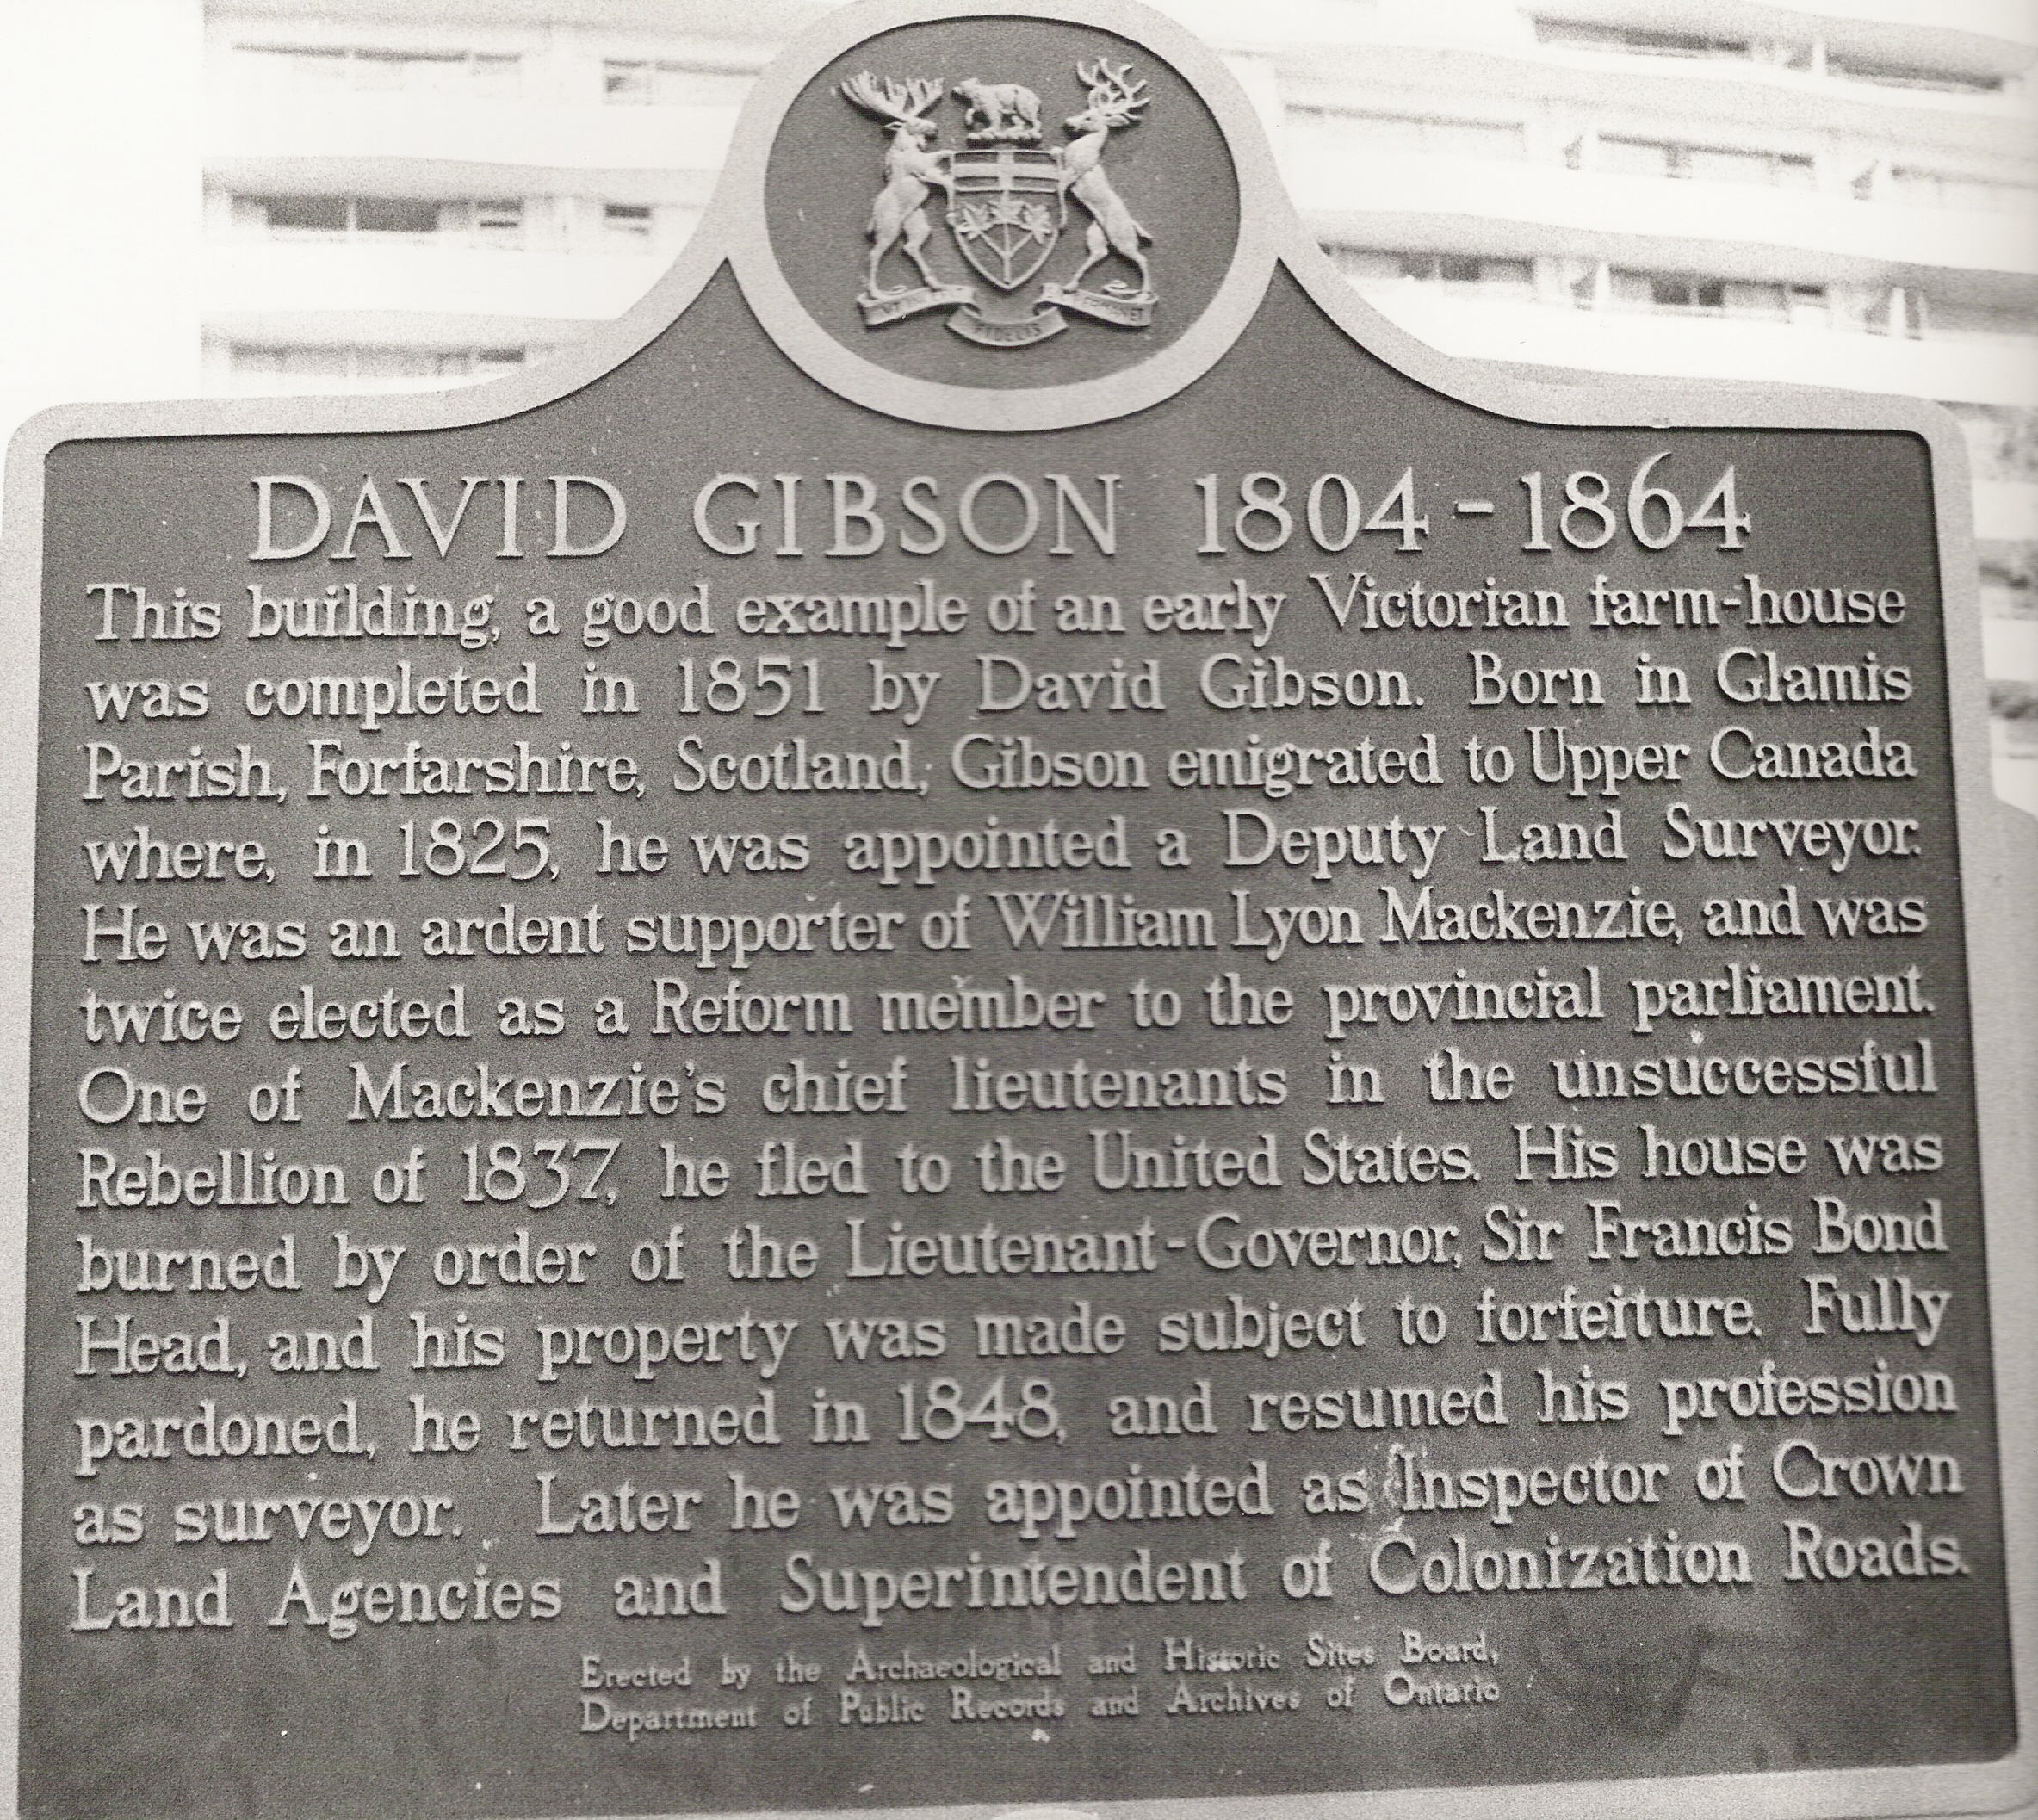 DAVID GIBSON 1804-1864
This building, a good example of an early Victorian farm-house
was completed in 1851 by David Gibson. Born in Glamis
Parish, Forfarshire, Scotland, Gibson emigrated to Upper Canada
where, in 1825, he was appointed a Deputy Land Surveyor.
He was an ardent supporter of William Lyon Mackenzie, and was
twice elected as a Reform member to the provincial parliament.
One of Mackenzie's chief lieutenants in the unsuccessful
Rebellion of 1837, he fled to the United States. His house was
burned by order of the Lieutenant-Governor, Sir Francis Bond
Head, and his property was made subject to forfeiture. Fully
pardoned, he returned in 1848, and resumed his profession
as surveyor. Later he was appointed as Inspector of Crown
Land Agencies and Superintendent of Colonization Roads.
Erected by the Archaeological and Historic Sites Board,
Department of Public Records and Archives of Ontario